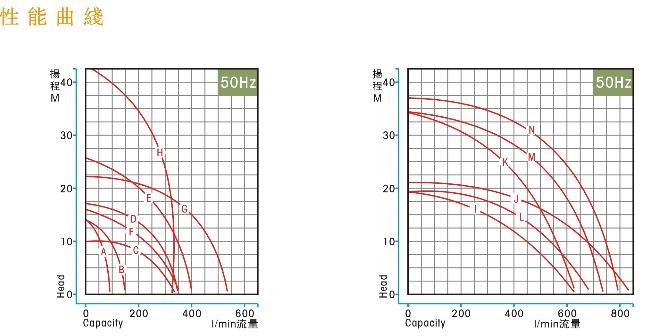 性能曲綫
揚程 M
40
30
20
10
0
Head
50Hz
H
E
G
D
F
C
A
B
0 200 400 600
Capacity l/min流量
揚程 M
40
30
20
10
0
Head
50Hz
N
M
K
J
L
I
0 200 400 600 800
Capacity l/min流量